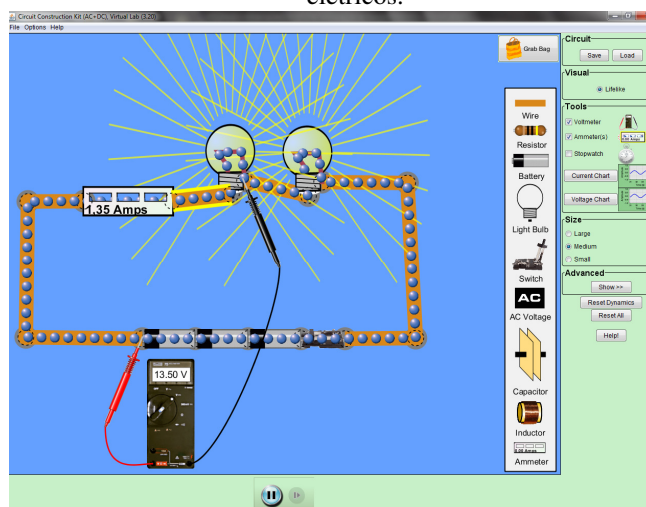 elétricos.
Circuit Construction Kit (AC+DC), Virtual Lab (3.20)
File Options Help
Grab Bag
Circuit
Save Load
Visual
Lifelike
Tools
Voltmeter
Ammeter(s)
Stopwatch
Current Chart
Voltage Chart
Size
Large
Medium
Small
Advanced
Show >>
Reset Dynamics
Reset All
Help!
Wire
Resistor
Battery
Light Bulb
Switch
AC
AC Voltage
Capacitor
Inductor
Ammeter
1.35 Amps
13.50 V